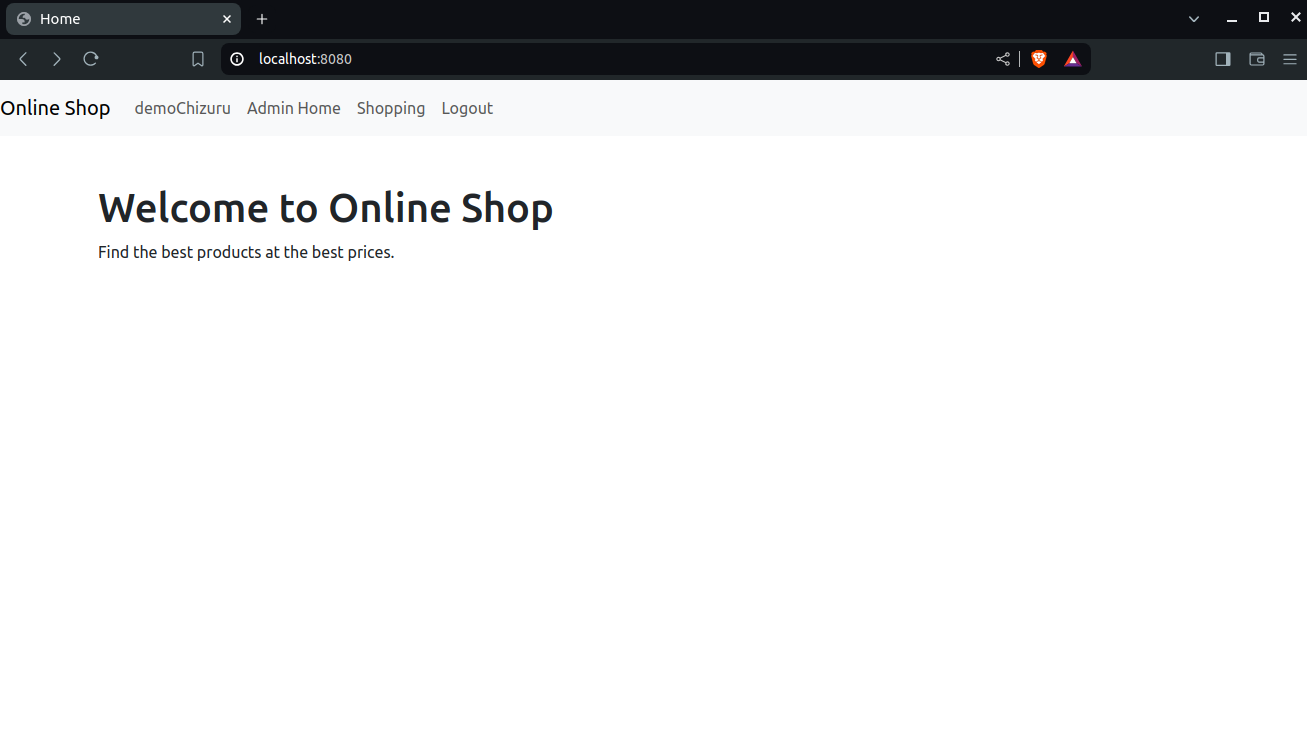 Home
localhost:8080
Online Shop demoChizuru Admin Home Shopping Logout
Welcome to Online Shop
Find the best products at the best prices.